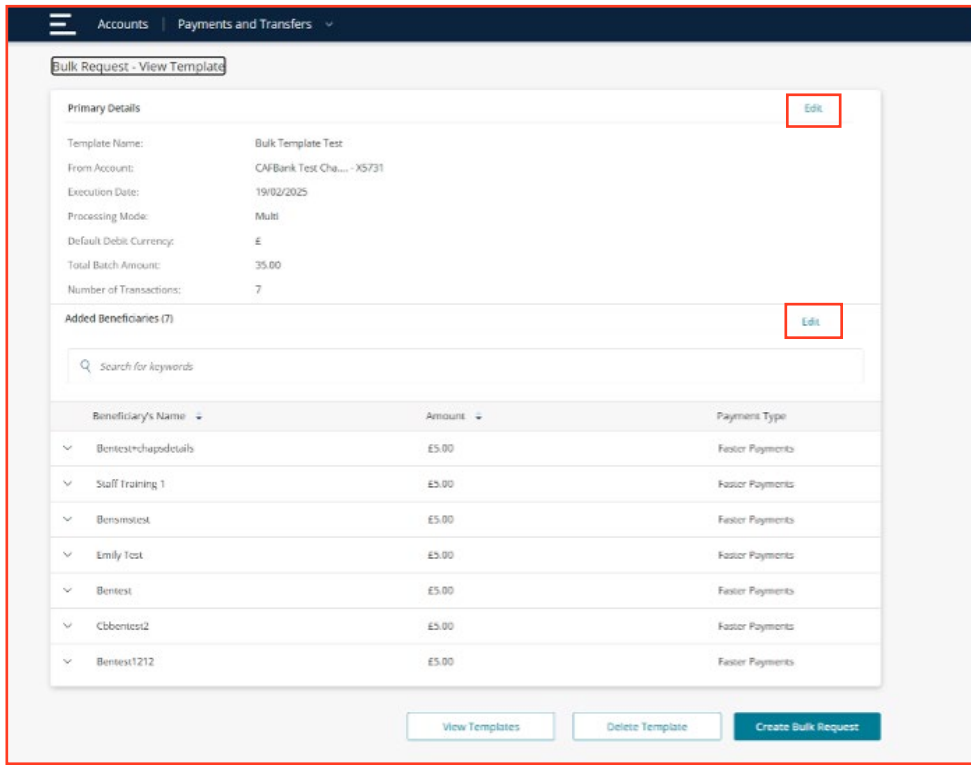 Accounts | Payments and Transfers
Bulk Request - View Template
Primary Details Edit
Template Name: Bulk Template Test
From Account: CAFBank Test Cha.... - X5731
Execution Date: 19/02/2025
Processing Mode: Multi
Default Debit Currency: £
Total Batch Amount: 35.00
Number of Transactions: 7
Added Beneficiaries (7) Edit
Search for keywords
Beneficiary's Name Amount Payment Type
Bentest+chapsdetails £5.00 Faster Payments
Staff Training 1 £5.00 Faster Payments
Bensmstest £5.00 Faster Payments
Emily Test £5.00 Faster Payments
Bentest £5.00 Faster Payments
Cbbentest2 £5.00 Faster Payments
Bentest1212 £5.00 Faster Payments
View Templates Delete Template Create Bulk Request